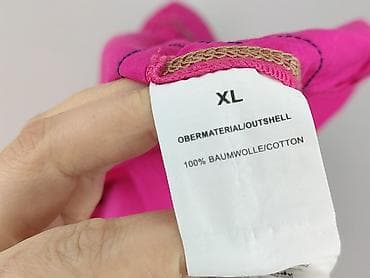 XL
OBERMATERIAL/OUTSHELL
100% BAUMWOLLE/COTTON